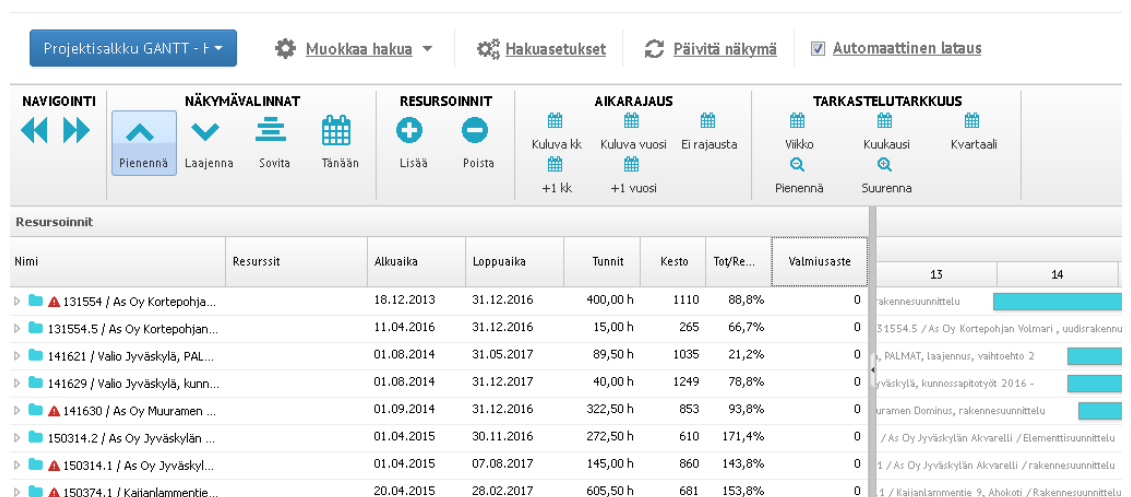 Projektisalkku GANTT - H
Muokkaa hakua
Hakuasetukset
Päivitä näkymä
Automaattinen lataus
NAVIGOINTI
NÄKYMÄVALINNAT
RESURSOINNIT
AIKARAJAUS
TARKASTELUTARKKUUS
Pienennä
Laajenna
Sovita
Tänään
Lisää
Poista
Kuluva kk
Kuluva vuosi
Ei rajausta
+1 kk
+1 vuosi
Viikko
Kuukausi
Kvartaali
Pienennä
Suurenna
Resursoinnit
Nimi Resurssit Alkuaika Loppuaika Tunnit Kesto Tot/Re... Valmiusaste
13 14
131554 / As Oy Kortepohja... 18.12.2013 31.12.2016 400,00 h 1110 88,8% 0 rakennesuunnittelu
131554.5 / As Oy Kortepohjan... 11.04.2016 31.12.2016 15,00 h 265 66,7% 0 31554.5 / As Oy Kortepohjan Volmari , uudisrakennu
141621 / Valio Jyväskylä, PAL... 01.08.2014 31.05.2017 89,50 h 1035 21,2% 0 , PALMAT, laajennus, vaihtoehto 2
141629 / Valio Jyväskylä, kunn... 01.08.2014 31.12.2017 40,00 h 1249 78,8% 0 yväskylä, kunnossapitotyöt 2016 -
141630 / As Oy Muuramen ... 01.09.2014 31.12.2016 322,50 h 853 93,8% 0 uramen Dominus, rakennesuunnittelu
150314.2 / As Oy Jyväskylän ... 01.04.2015 30.11.2016 272,50 h 610 171,4% 0 / As Oy Jyväskylän Akvarelli / Elementtisuunnittelu
150314.1 / As Oy Jyväskyl... 01.04.2015 07.08.2017 145,00 h 860 143,8% 0 1 / As Oy Jyväskylän Akvarelli / rakennesuunnittelu
150374.1 / Kaijanlammentie... 20.04.2015 28.02.2017 605,50 h 681 153,8% 0 .1 / Kaijanlammentie 9, Ahokoti / Rakennesuunnittelu